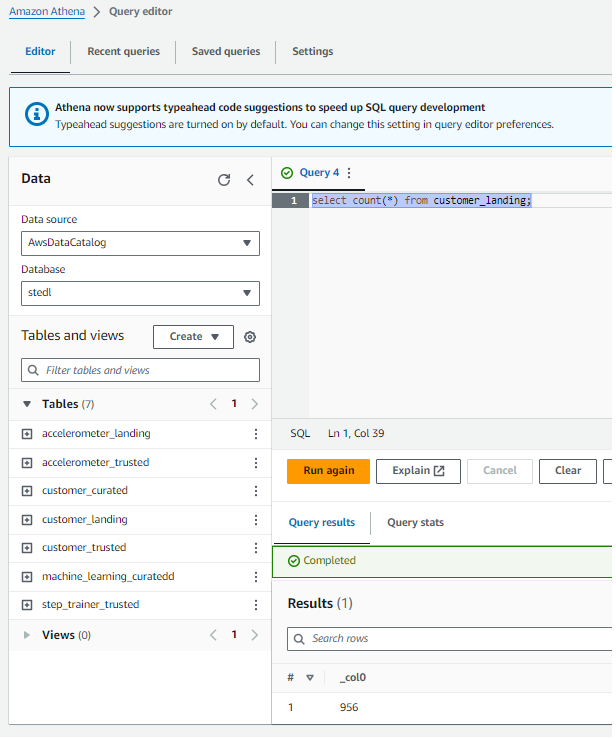 Amazon Athena > Query editor
Editor Recent queries Saved queries Settings
Athena now supports typeahead code suggestions to speed up SQL query development
Typeahead suggestions are turned on by default. You can change this setting in query editor preferences.
Data
Data source
AwsDataCatalog
Database
stedl
Tables and views
Create
Filter tables and views
Tables (7) 1
accelerometer_landing
accelerometer_trusted
customer_curated
customer_landing
customer_trusted
machine_learning_curatedd
step_trainer_trusted
Views (0) 1
Query 4
1 select count(*) from customer_landing;
SQL Ln 1, Col 39
Run again Explain Cancel Clear
Query results Query stats
Completed
Results (1)
Search rows
# _col0
1 956